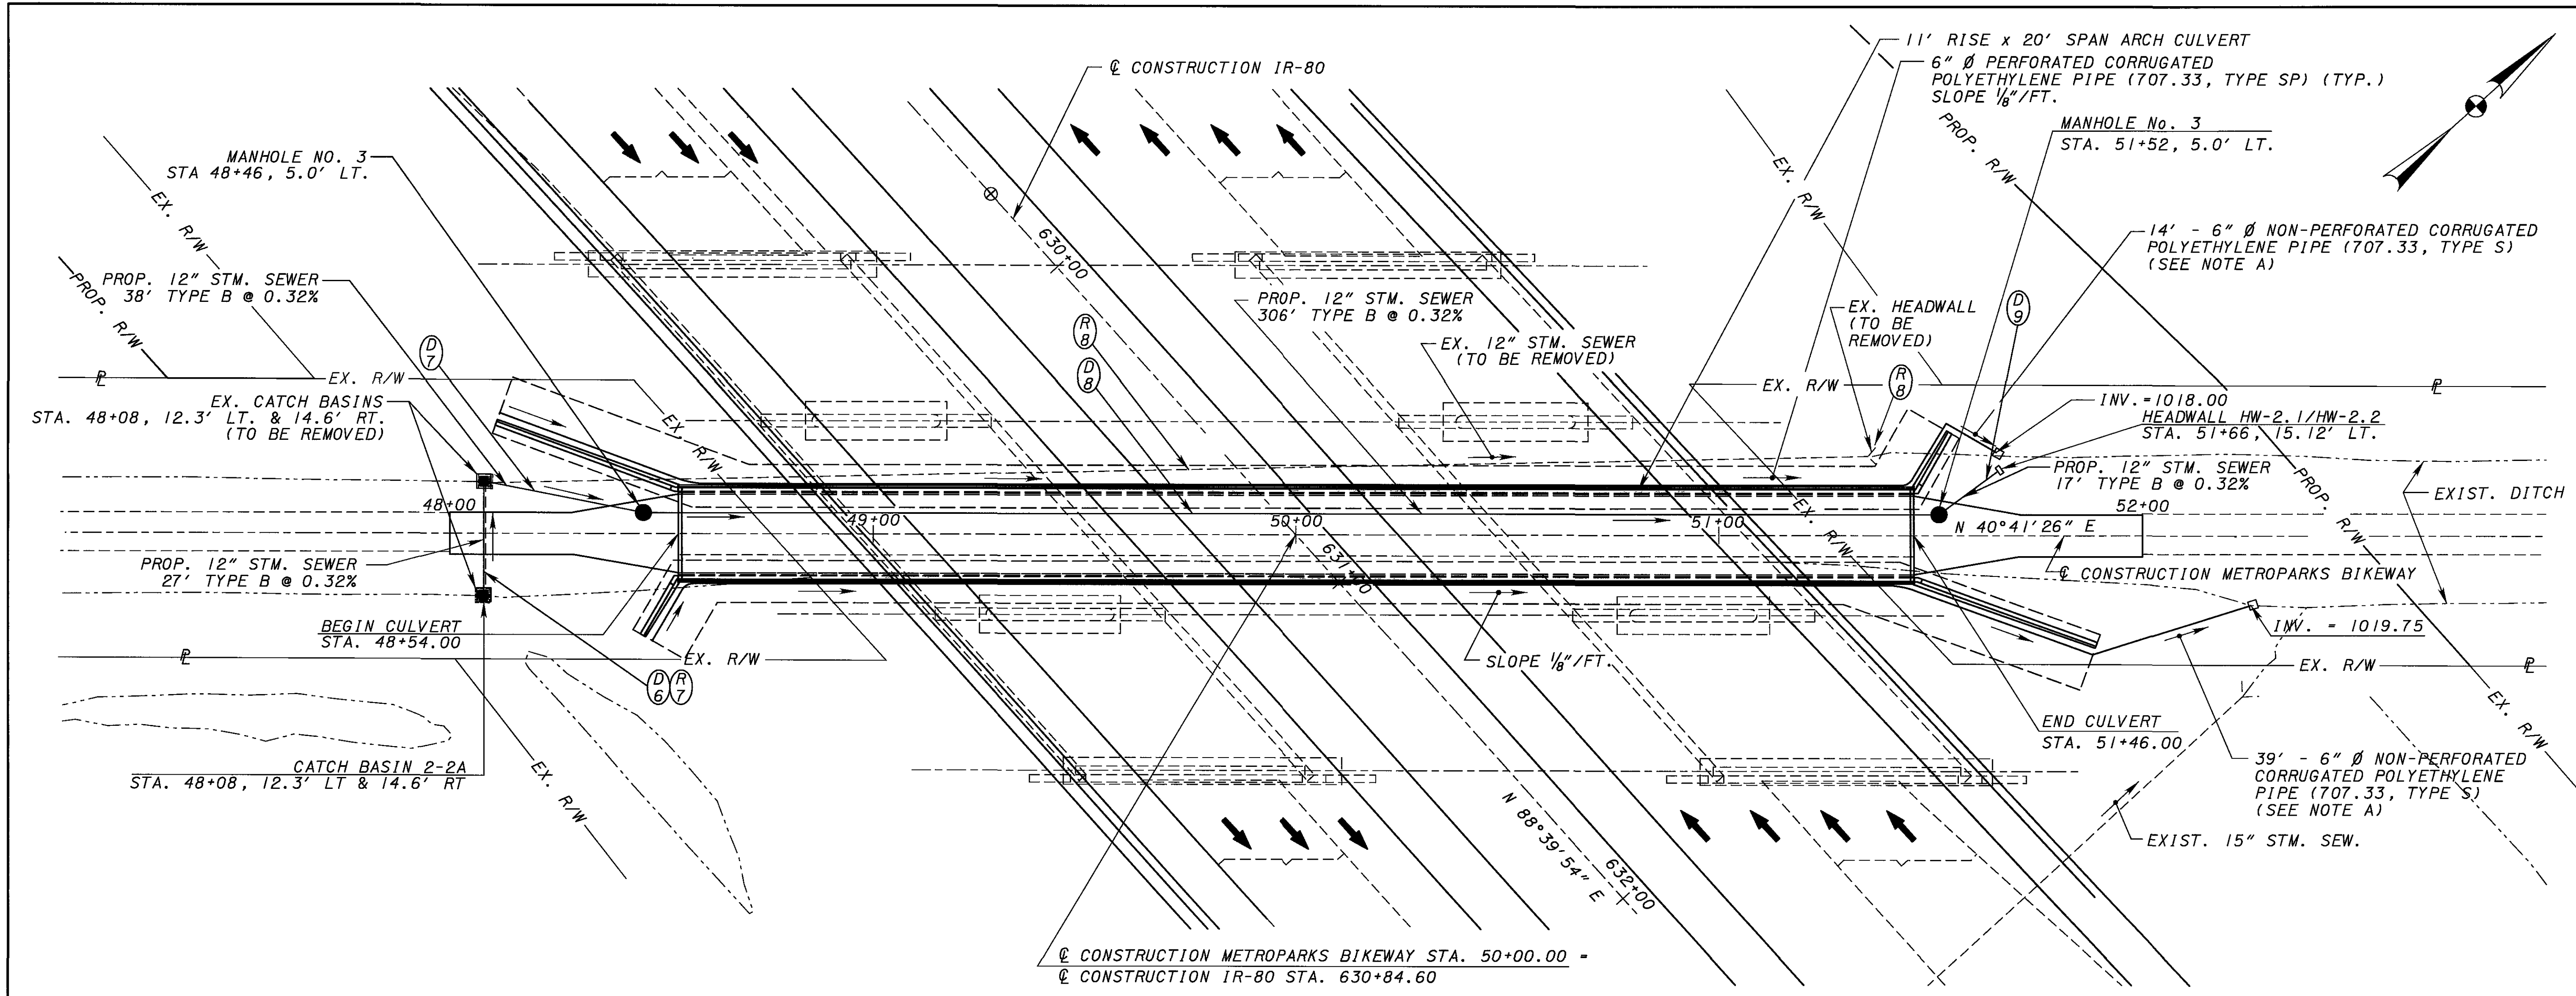 ℄ CONSTRUCTION IR-80
11' RISE x 20' SPAN ARCH CULVERT
6" Ø PERFORATED CORRUGATED
POLYETHYLENE PIPE (707.33, TYPE SP) (TYP.)
SLOPE ⅛"/FT.
MANHOLE No. 3
STA. 51+52, 5.0' LT.
PROP. R/W
EX. R/W
MANHOLE NO. 3
STA 48+46, 5.0' LT.
EX. R/W
PROP. R/W
14' - 6" Ø NON-PERFORATED CORRUGATED
POLYETHYLENE PIPE (707.33, TYPE S)
(SEE NOTE A)
PROP. 12" STM. SEWER
38' TYPE B @ 0.32%
630+00
PROP. 12" STM. SEWER
306' TYPE B @ 0.32%
EX. HEADWALL
(TO BE
REMOVED)
D
9
R
8
D
8
EX. 12" STM. SEWER
(TO BE REMOVED)
D
7
℄
EX. R/W
EX. R/W
R
8
℄
EX. CATCH BASINS
STA. 48+08, 12.3' LT. & 14.6' RT.
(TO BE REMOVED)
EX. R/W
INV.=1018.00
HEADWALL HW-2.1/HW-2.2
STA. 51+66, 15.12' LT.
PROP. 12" STM. SEWER
17' TYPE B @ 0.32%
EXIST. DITCH
48+00
49+00
50+00
51+00
52+00
EX. R/W
PROP. R/W
N 40°41'26" E
PROP. 12" STM. SEWER
27' TYPE B @ 0.32%
631+00
℄ CONSTRUCTION METROPARKS BIKEWAY
BEGIN CULVERT
STA. 48+54.00
INV. = 1019.75
℄
EX. R/W
SLOPE ⅛"/FT.
EX. R/W
℄
D
6
R
7
EX. R/W
END CULVERT
STA. 51+46.00
CATCH BASIN 2-2A
STA. 48+08, 12.3' LT & 14.6' RT
EX. R/W
39' - 6" Ø NON-PERFORATED
CORRUGATED POLYETHYLENE
PIPE (707.33, TYPE S)
(SEE NOTE A)
N 88°39'54" E
632+00
EXIST. 15" STM. SEW.
℄ CONSTRUCTION METROPARKS BIKEWAY STA. 50+00.00 =
℄ CONSTRUCTION IR-80 STA. 630+84.60